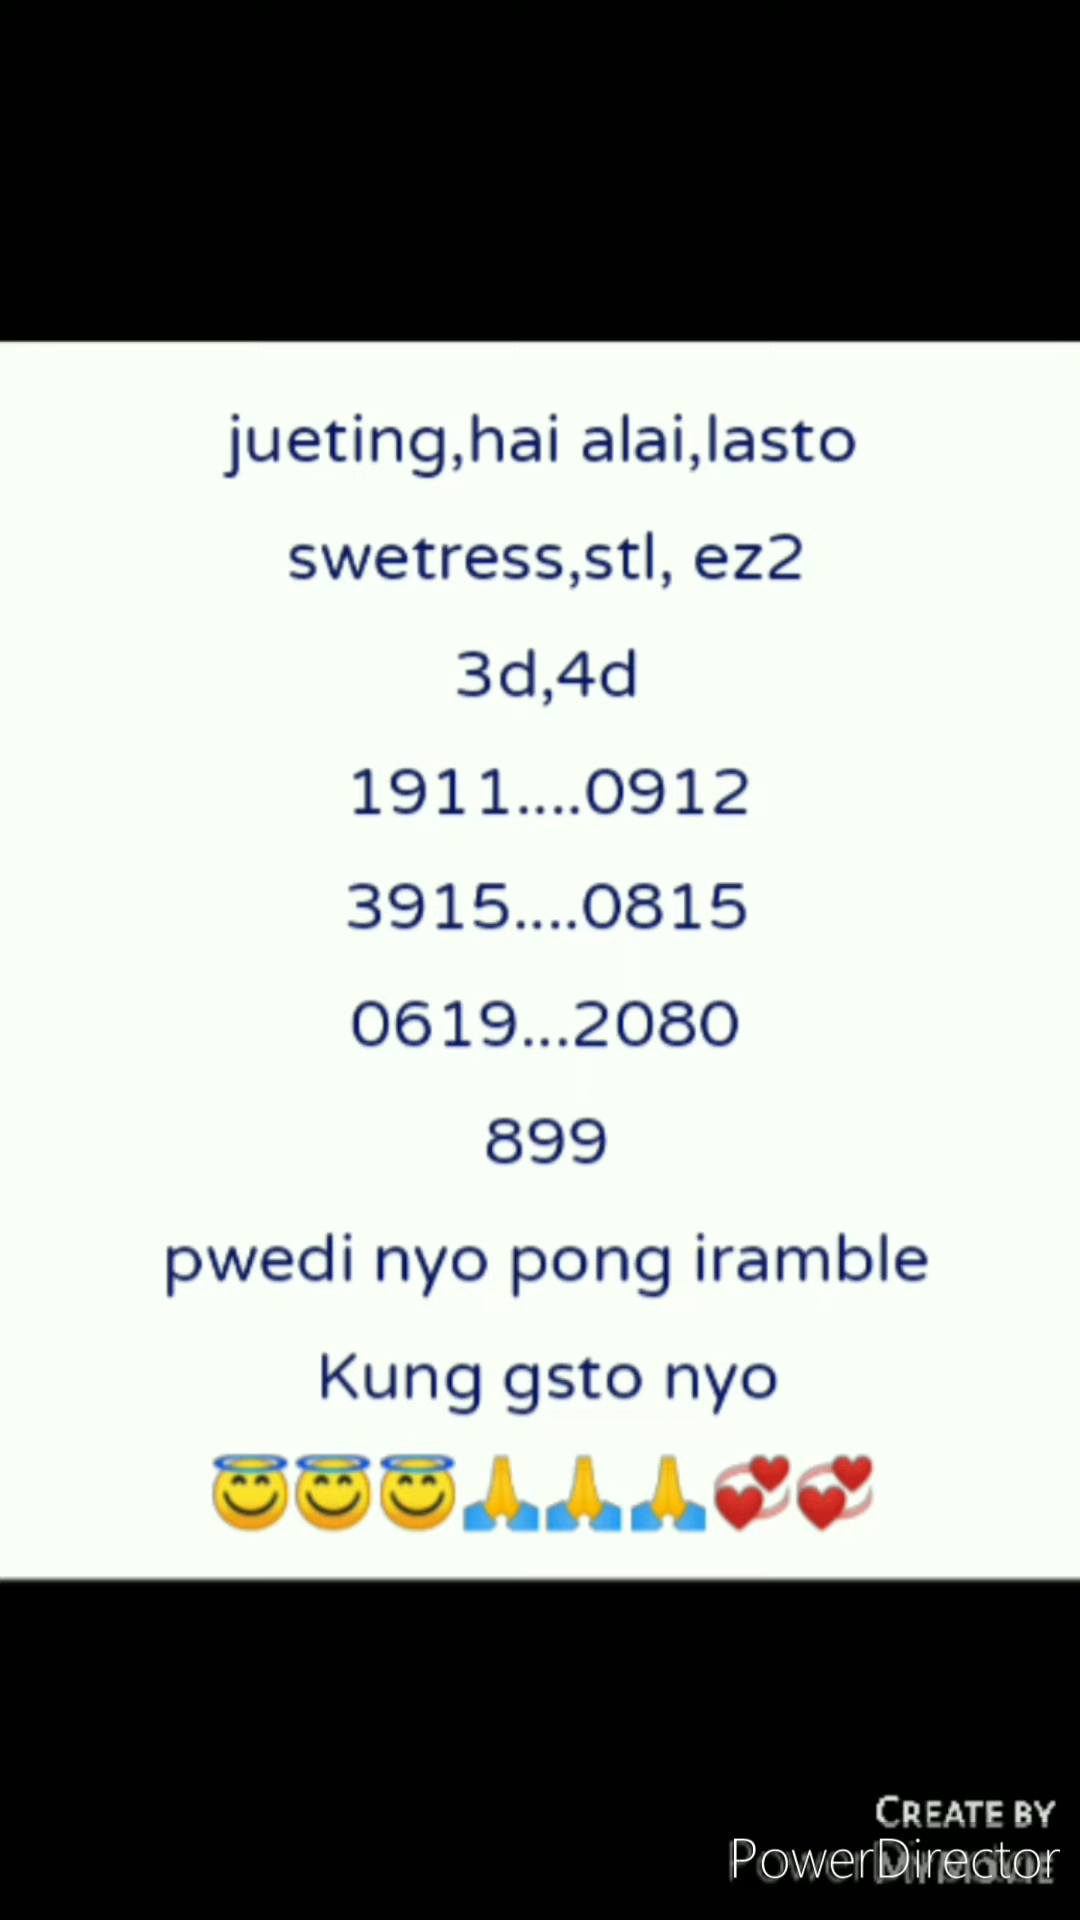 jueting,hai alai,lasto
swetress,stl, ez2
3d,4d
1911....0912
3915....0815
0619...2080
899
pwedi nyo pong iramble
Kung gsto nyo
😇😇😇🙏🙏🙏💞💞
CREATE BY
PowerDirector